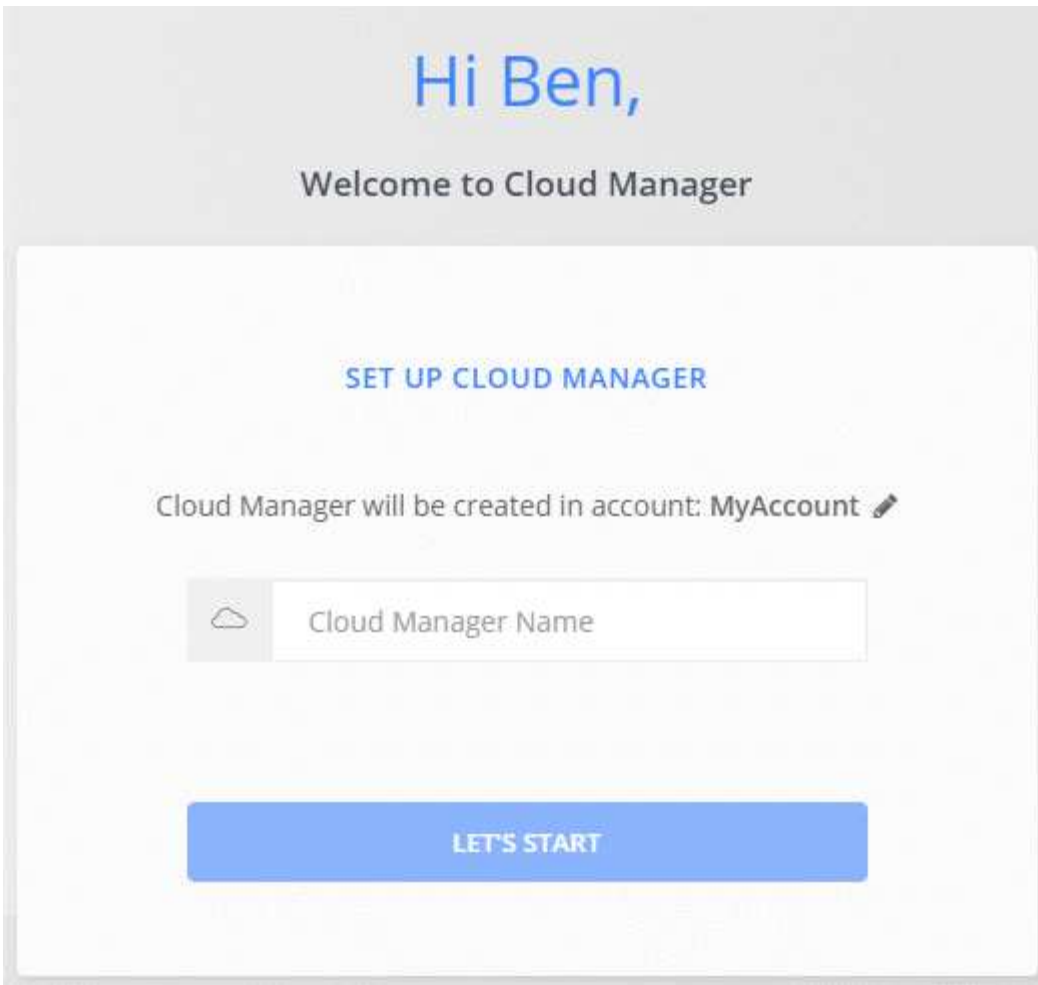 Hi Ben,
Welcome to Cloud Manager
SET UP CLOUD MANAGER
Cloud Manager will be created in account: MyAccount
Cloud Manager Name
LET'S START